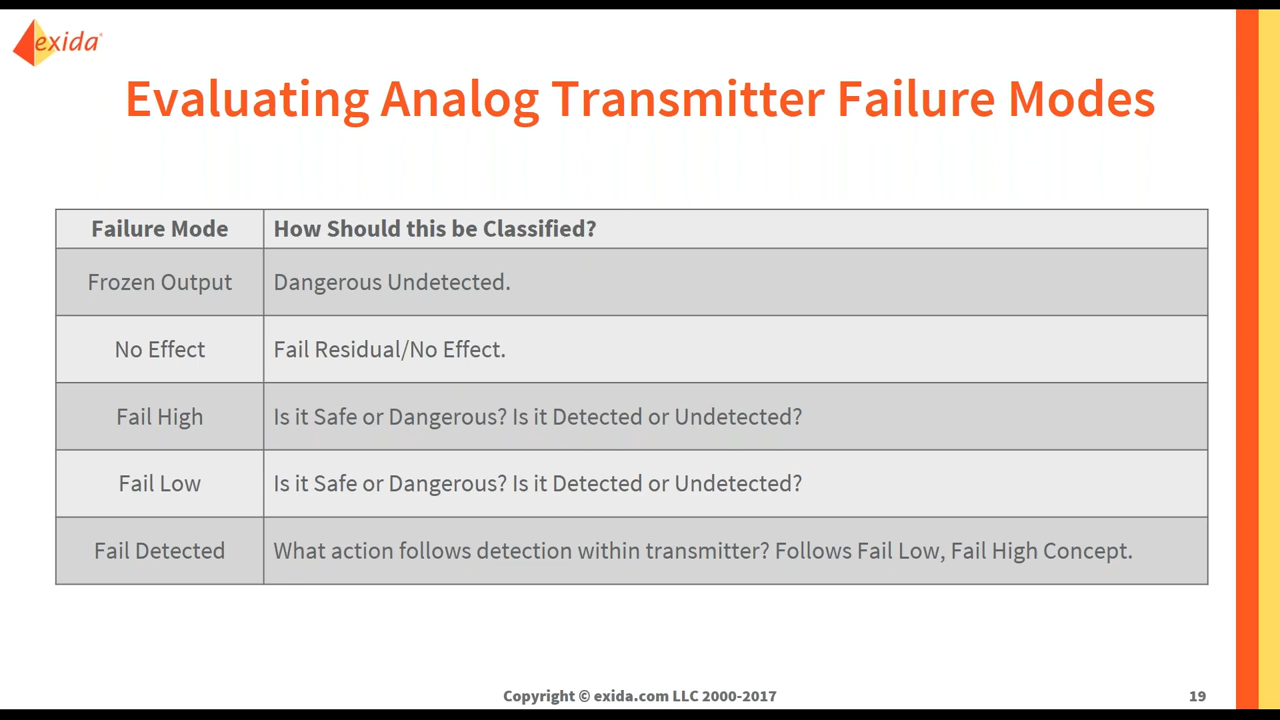 exida
Evaluating Analog Transmitter Failure Modes
Failure Mode How Should this be Classified?
Frozen Output Dangerous Undetected.
No Effect Fail Residual/No Effect.
Fail High Is it Safe or Dangerous? Is it Detected or Undetected?
Fail Low Is it Safe or Dangerous? Is it Detected or Undetected?
Fail Detected What action follows detection within transmitter? Follows Fail Low, Fail High Concept.
Copyright © exida.com LLC 2000-2017
19